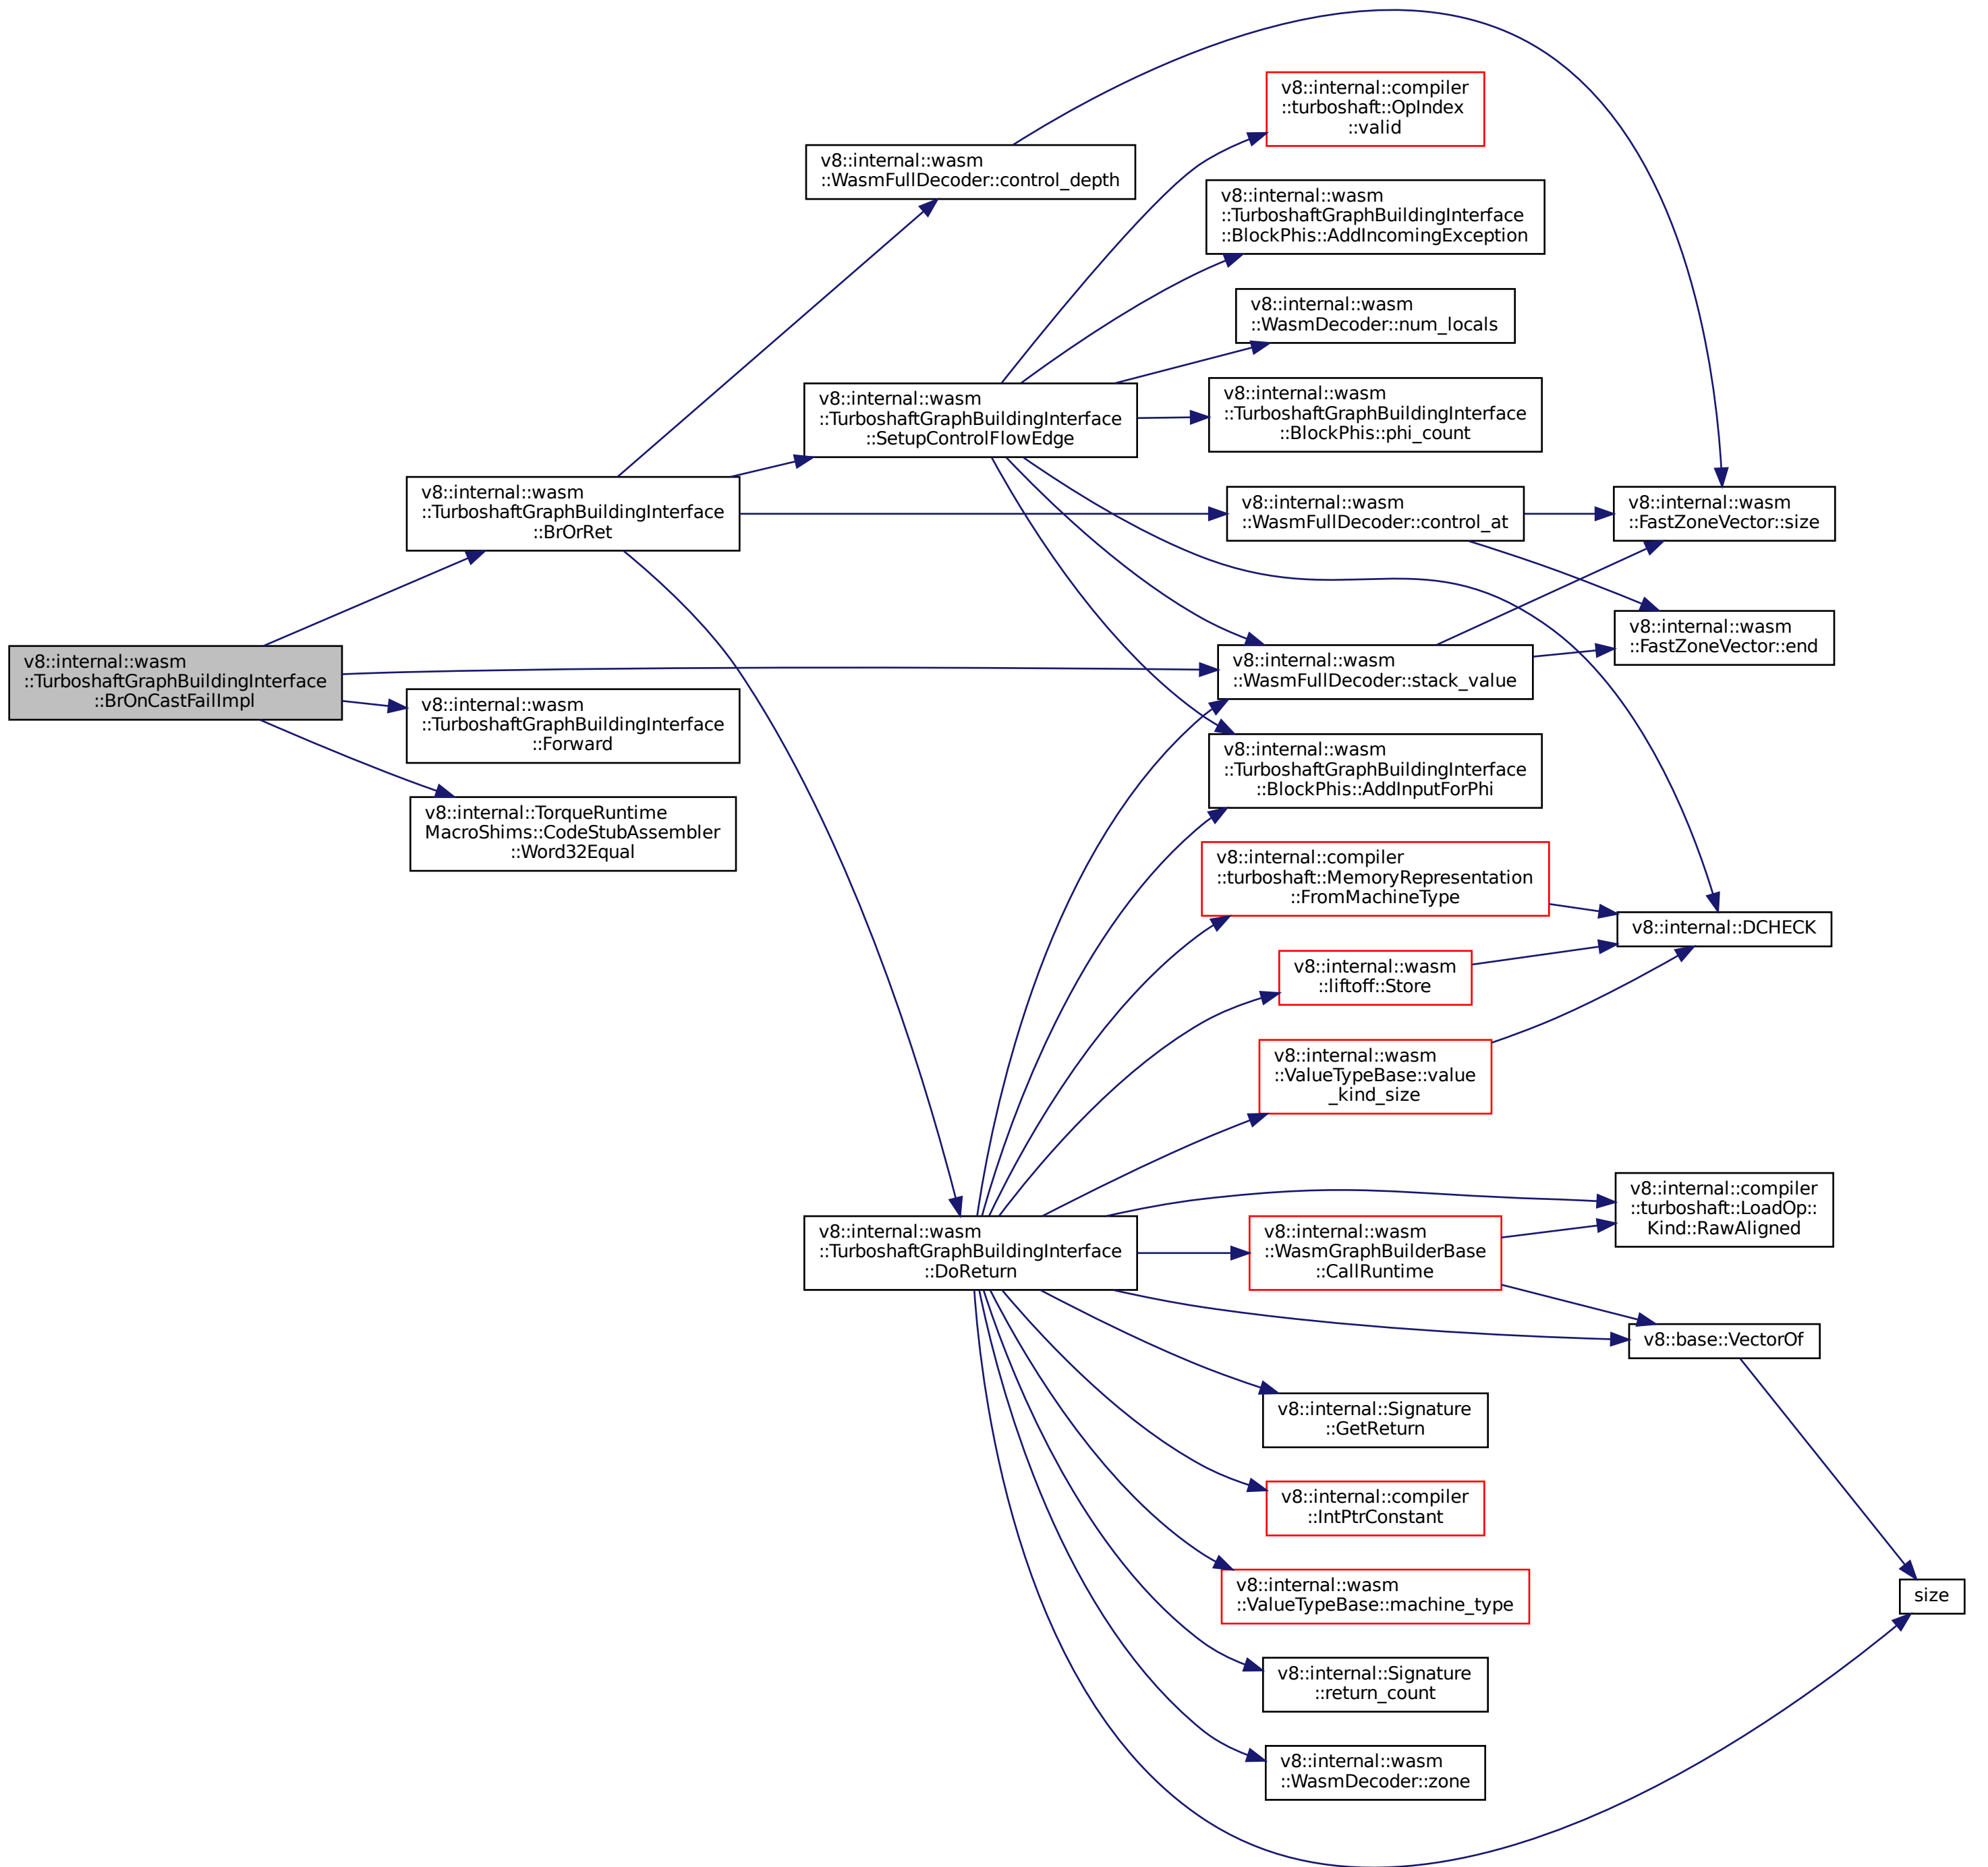 v8::internal::wasm
::TurboshaftGraphBuildingInterface
::BrOnCastFailImpl
v8::internal::wasm
::TurboshaftGraphBuildingInterface
::BrOrRet
v8::internal::wasm
::TurboshaftGraphBuildingInterface
::Forward
v8::internal::TorqueRuntime
MacroShims::CodeStubAssembler
::Word32Equal
v8::internal::wasm
::WasmFullDecoder::control_depth
v8::internal::wasm
::TurboshaftGraphBuildingInterface
::SetupControlFlowEdge
v8::internal::wasm
::TurboshaftGraphBuildingInterface
::DoReturn
v8::internal::compiler
::turboshaft::OpIndex
::valid
v8::internal::wasm
::TurboshaftGraphBuildingInterface
::BlockPhis::AddIncomingException
v8::internal::wasm
::WasmDecoder::num_locals
v8::internal::wasm
::TurboshaftGraphBuildingInterface
::BlockPhis::phi_count
v8::internal::wasm
::WasmFullDecoder::control_at
v8::internal::wasm
::WasmFullDecoder::stack_value
v8::internal::wasm
::TurboshaftGraphBuildingInterface
::BlockPhis::AddInputForPhi
v8::internal::compiler
::turboshaft::MemoryRepresentation
::FromMachineType
v8::internal::wasm
::liftoff::Store
v8::internal::wasm
::ValueTypeBase::value
_kind_size
v8::internal::wasm
::WasmGraphBuilderBase
::CallRuntime
v8::internal::Signature
::GetReturn
v8::internal::compiler
::IntPtrConstant
v8::internal::wasm
::ValueTypeBase::machine_type
v8::internal::Signature
::return_count
v8::internal::wasm
::WasmDecoder::zone
v8::internal::wasm
::FastZoneVector::size
v8::internal::wasm
::FastZoneVector::end
v8::internal::DCHECK
v8::internal::compiler
::turboshaft::LoadOp::
Kind::RawAligned
v8::base::VectorOf
size